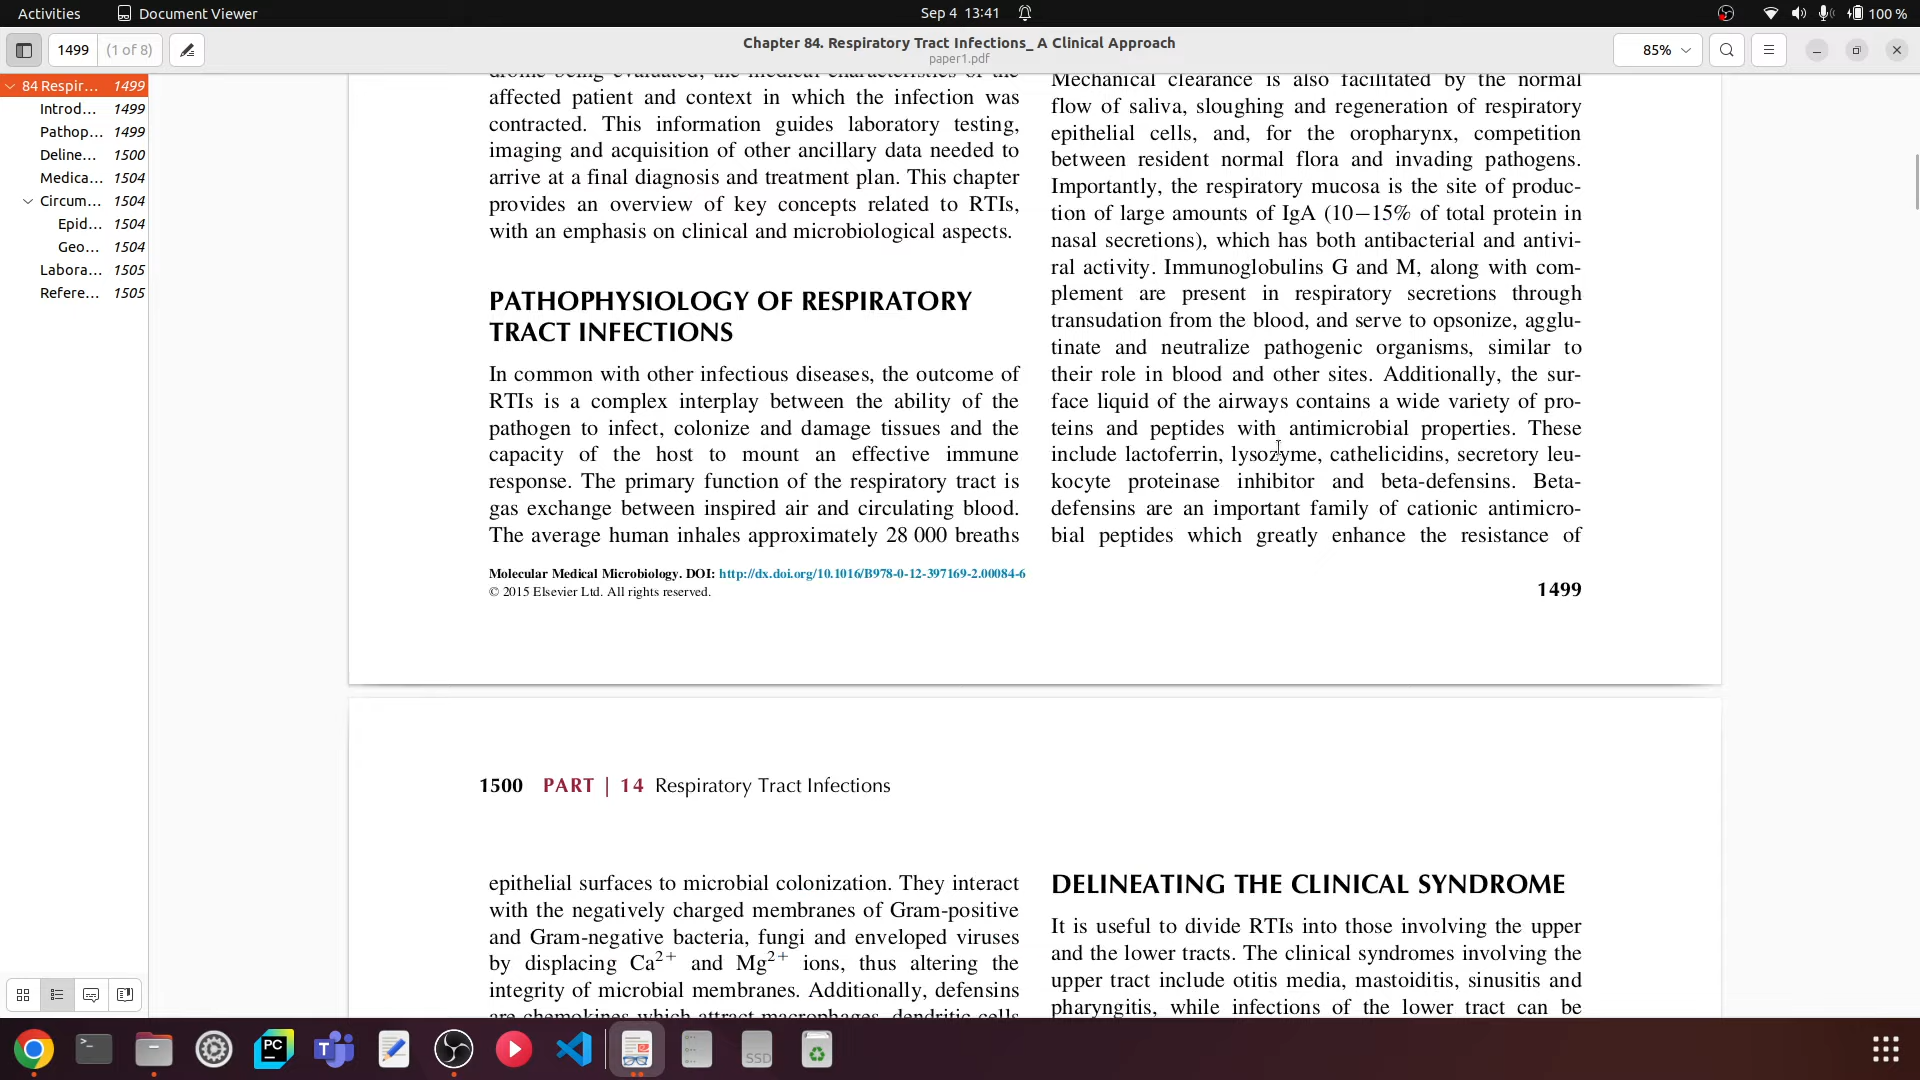 Activities
Document Viewer
Sep 4 13:41
100 %
1499
(1 of 8)
Chapter 84. Respiratory Tract Infections_ A Clinical Approach
paper1.pdf
85%
84 Respir... 1499
Introd... 1499
Pathop... 1499
Deline... 1500
Medica... 1504
Circum... 1504
Epid... 1504
Geo... 1504
Labora... 1505
Refere... 1505
drome being evaluated, the medical characteristics of the
affected patient and context in which the infection was
contracted. This information guides laboratory testing,
imaging and acquisition of other ancillary data needed to
arrive at a final diagnosis and treatment plan. This chapter
provides an overview of key concepts related to RTIs,
with an emphasis on clinical and microbiological aspects.
PATHOPHYSIOLOGY OF RESPIRATORY
TRACT INFECTIONS
In common with other infectious diseases, the outcome of
RTIs is a complex interplay between the ability of the
pathogen to infect, colonize and damage tissues and the
capacity of the host to mount an effective immune
response. The primary function of the respiratory tract is
gas exchange between inspired air and circulating blood.
The average human inhales approximately 28 000 breaths
Mechanical clearance is also facilitated by the normal
flow of saliva, sloughing and regeneration of respiratory
epithelial cells, and, for the oropharynx, competition
between resident normal flora and invading pathogens.
Importantly, the respiratory mucosa is the site of produc-
tion of large amounts of IgA (10−15% of total protein in
nasal secretions), which has both antibacterial and antivi-
ral activity. Immunoglobulins G and M, along with com-
plement are present in respiratory secretions through
transudation from the blood, and serve to opsonize, agglu-
tinate and neutralize pathogenic organisms, similar to
their role in blood and other sites. Additionally, the sur-
face liquid of the airways contains a wide variety of pro-
teins and peptides with antimicrobial properties. These
include lactoferrin, lysozyme, cathelicidins, secretory leu-
kocyte proteinase inhibitor and beta-defensins. Beta-
defensins are an important family of cationic antimicro-
bial peptides which greatly enhance the resistance of
Molecular Medical Microbiology. DOI: http://dx.doi.org/10.1016/B978-0-12-397169-2.00084-6
© 2015 Elsevier Ltd. All rights reserved.
1499
1500 PART | 14 Respiratory Tract Infections
epithelial surfaces to microbial colonization. They interact
with the negatively charged membranes of Gram-positive
and Gram-negative bacteria, fungi and enveloped viruses
by displacing Ca2+ and Mg2+ ions, thus altering the
integrity of microbial membranes. Additionally, defensins
are chemokines which attract macrophages, dendritic cells
DELINEATING THE CLINICAL SYNDROME
It is useful to divide RTIs into those involving the upper
and the lower tracts. The clinical syndromes involving the
upper tract include otitis media, mastoiditis, sinusitis and
pharyngitis, while infections of the lower tract can be
PC
SSD